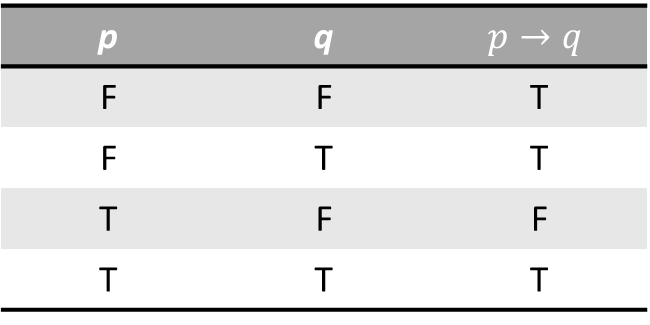 p q p → q
F F T
F T T
T F F
T T T